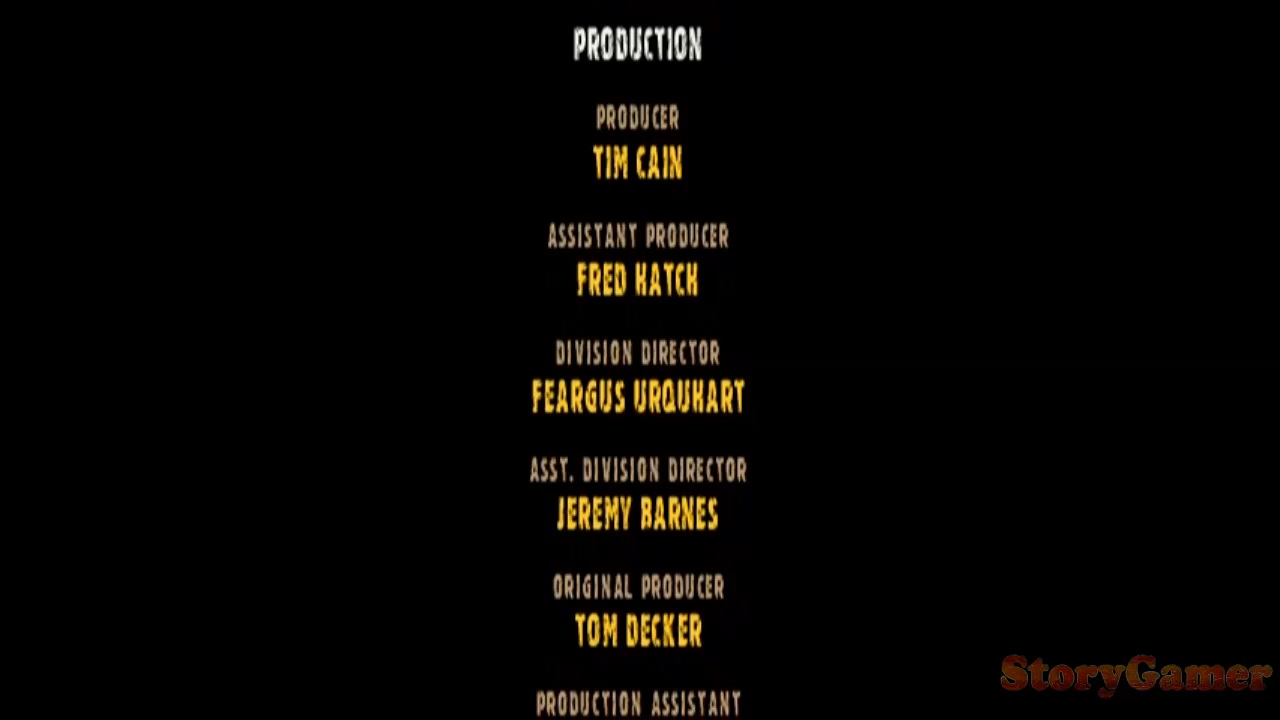 PRODUCTION
PRODUCER
TIM CAIN
ASSISTANT PRODUCER
FRED HATCH
DIVISION DIRECTOR
FEARGUS URQUHART
ASST. DIVISION DIRECTOR
JEREMY BARNES
ORIGINAL PRODUCER
TOM DECKER
PRODUCTION ASSISTANT
StoryGamer